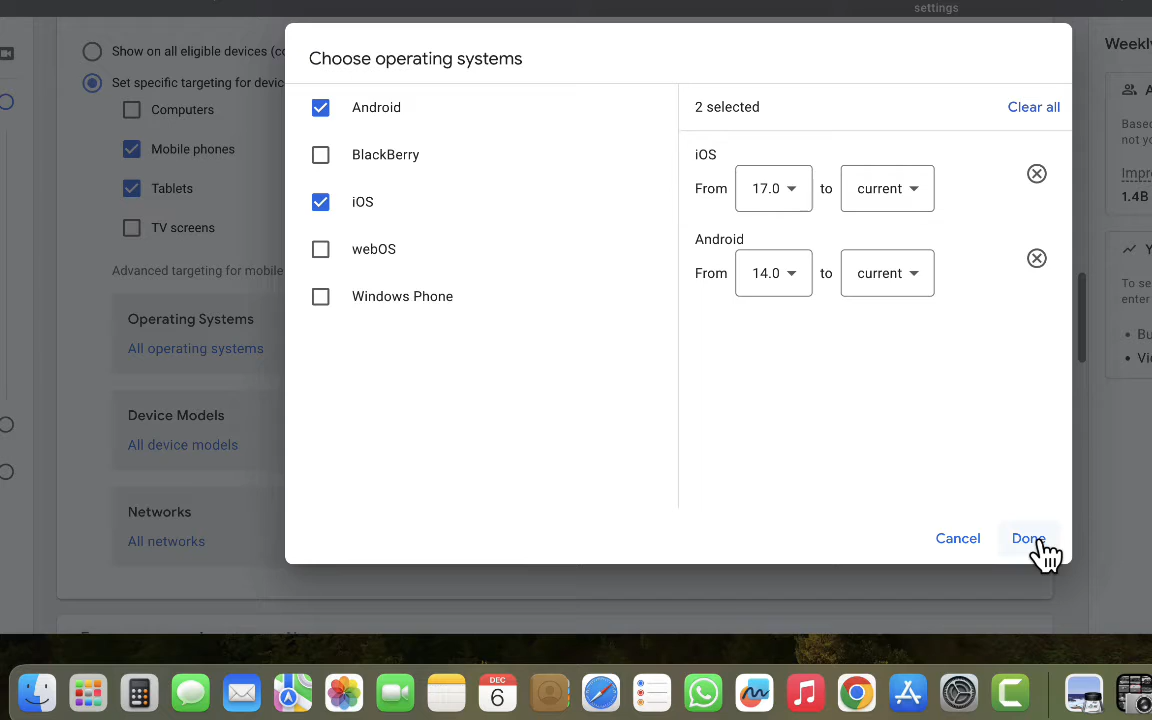 settings
Show on all eligible devices (co
Set specific targeting for devic
Computers
Mobile phones
Tablets
TV screens
Advanced targeting for mobile
Operating Systems
All operating systems
Device Models
All device models
Networks
All networks
Choose operating systems
Android
BlackBerry
iOS
webOS
Windows Phone
2 selected
Clear all
iOS
From 17.0 to current
Android
From 14.0 to current
Cancel
Done
Weekly
Based
not yo
Impre
1.4B
Y
To se
enter
• Bu
• Vi
DEC
6